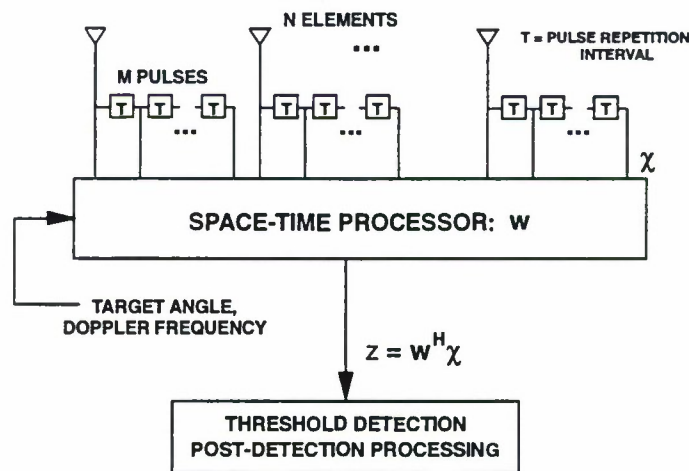 N ELEMENTS
...
T = PULSE REPETITION
INTERVAL
M PULSES
T T T T T T T T T
... ... ...
χ
SPACE-TIME PROCESSOR: w
TARGET ANGLE,
DOPPLER FREQUENCY
z = w^H χ
THRESHOLD DETECTION
POST-DETECTION PROCESSING